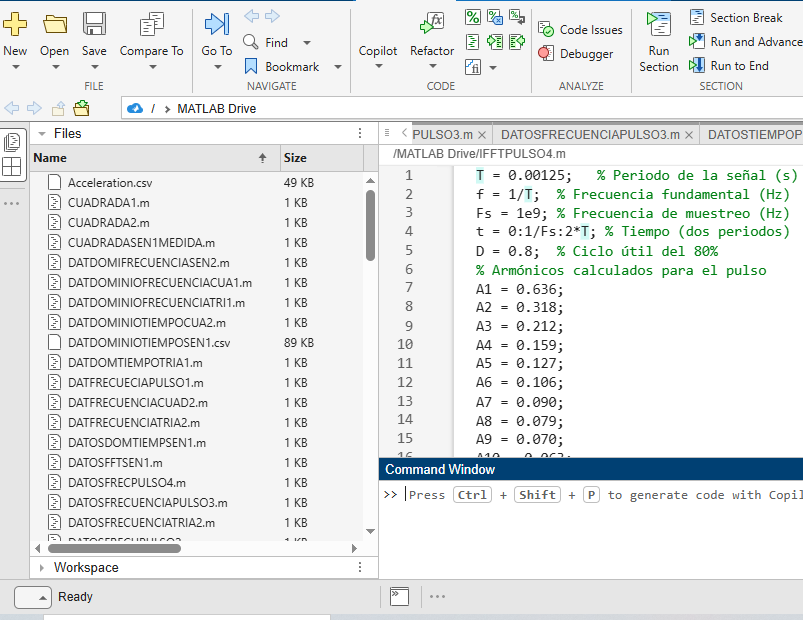 New
Open
Save
Compare To
Go To
Find
Bookmark
Copilot
Refactor
Code Issues
Debugger
Run
Section
Section Break
Run and Advance
Run to End
FILE
NAVIGATE
CODE
ANALYZE
SECTION
/ › MATLAB Drive
Files
Name Size
Acceleration.csv 49 KB
CUADRADA1.m 1 KB
CUADRADA2.m 1 KB
CUADRADASEN1MEDIDA.m 1 KB
DATDOMIFRECUENCIASEN2.m 1 KB
DATDOMINIOFRECUENCIACUA1.m 1 KB
DATDOMINIOFRECUENCIATRI1.m 1 KB
DATDOMINIOTIEMPOCUA2.m 1 KB
DATDOMINIOTIEMPOSEN1.csv 89 KB
DATDOMTIEMPOTRIA1.m 1 KB
DATFRECUECIAPULSO1.m 1 KB
DATFRECUENCIACUAD2.m 1 KB
DATFRECUENCIATRIA2.m 1 KB
DATOSDOMTIEMPSEN1.m 1 KB
DATOSFFTSEN1.m 1 KB
DATOSFRECPULSO4.m 1 KB
DATOSFRECUENCIAPULSO3.m 1 KB
DATOSFRECUENCIATRIA2.m 1 KB
Workspace
Ready
PULSO3.m × DATOSFRECUENCIAPULSO3.m × DATOSTIEMPOP
/MATLAB Drive/IFFTPULSO4.m
1 T = 0.00125; % Periodo de la señal (s)
2 f = 1/T; % Frecuencia fundamental (Hz)
3 Fs = 1e9; % Frecuencia de muestreo (Hz)
4 t = 0:1/Fs:2*T; % Tiempo (dos periodos)
5 D = 0.8; % Ciclo útil del 80%
6 % Armónicos calculados para el pulso
7 A1 = 0.636;
8 A2 = 0.318;
9 A3 = 0.212;
10 A4 = 0.159;
11 A5 = 0.127;
12 A6 = 0.106;
13 A7 = 0.090;
14 A8 = 0.079;
15 A9 = 0.070;
16 A10 = 0.063;
Command Window
>> Press Ctrl + Shift + P to generate code with Copil